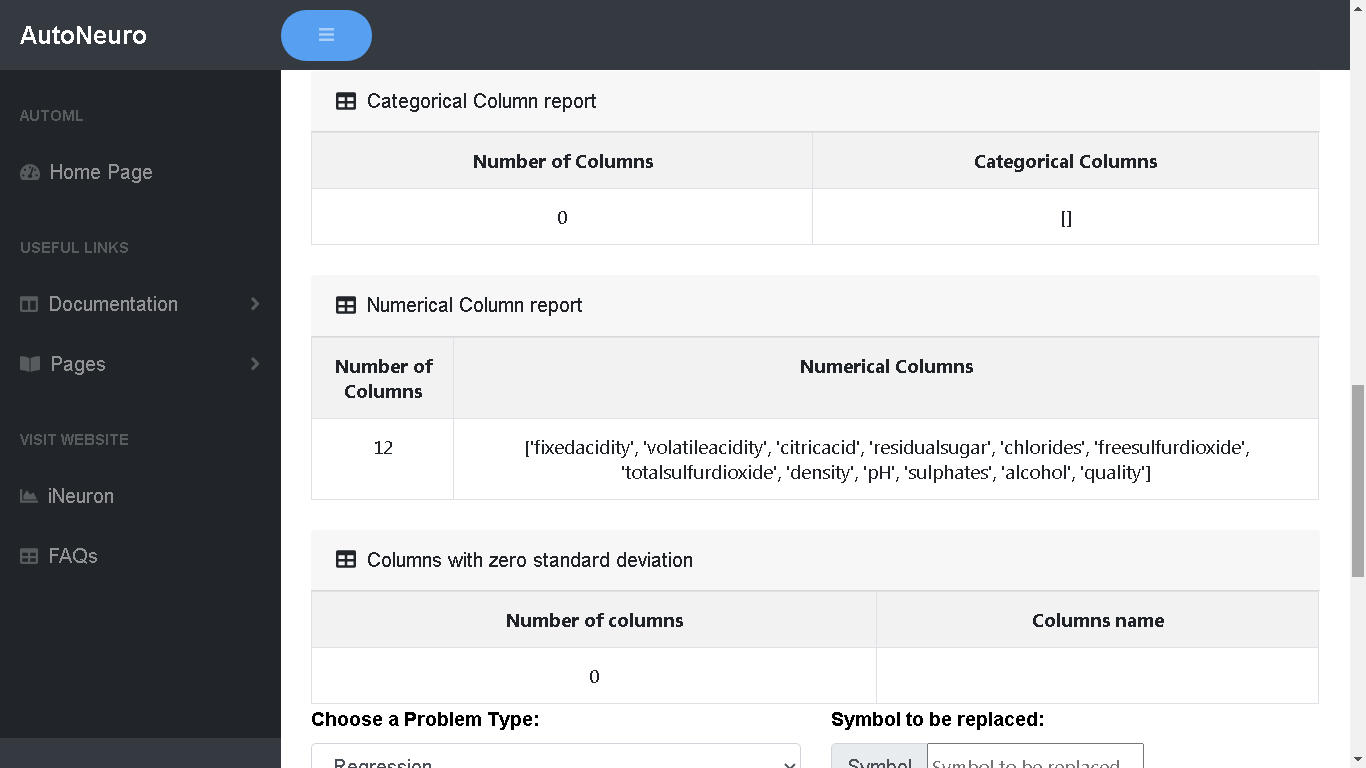 AutoNeuro
AUTOML
Home Page
USEFUL LINKS
Documentation
Pages
VISIT WEBSITE
iNeuron
FAQs
Categorical Column report
Number of Columns Categorical Columns
0 []
Numerical Column report
Number of Numerical Columns
Columns
12 ['fixedacidity', 'volatileacidity', 'citricacid', 'residualsugar', 'chlorides', 'freesulfurdioxide',
'totalsulfurdioxide', 'density', 'pH', 'sulphates', 'alcohol', 'quality']
Columns with zero standard deviation
Number of columns Columns name
0
Choose a Problem Type: Symbol to be replaced:
Regression Symbol Symbol to be replaced